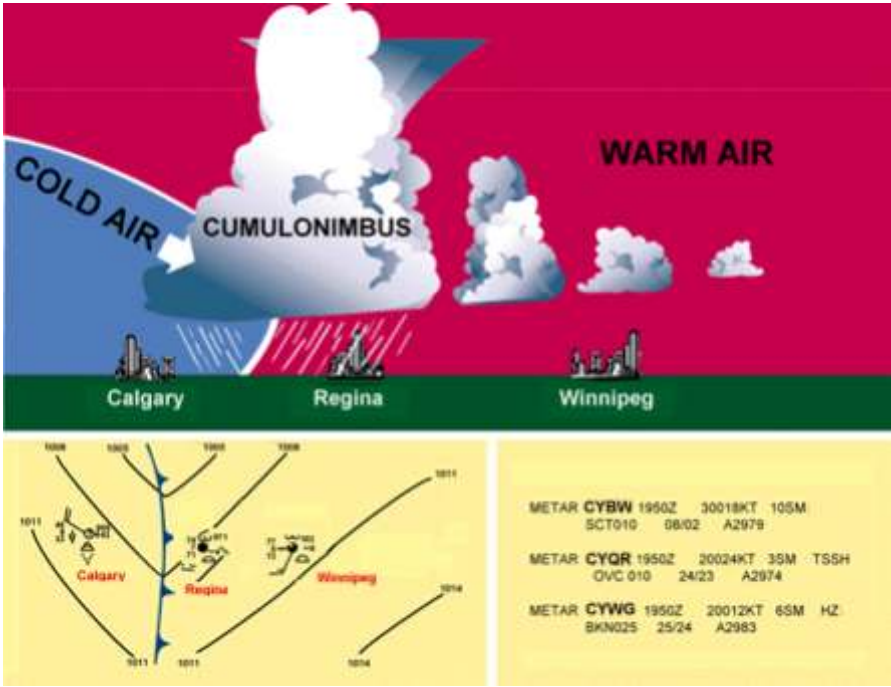 COLD AIR
WARM AIR
CUMULONIMBUS
Calgary Regina Winnipeg
1008 1005 1005 1008
1011
1011
Calgary Regina Winnipeg
1014
1011 1011 1014
METAR CYBW 1950Z 30018KT 10SM
SCT010 08/02 A2979
METAR CYQR 1950Z 20024KT 3SM TSSH
OVC 010 24/23 A2974
METAR CYWG 1950Z 20012KT 6SM HZ
BKN025 25/24 A2983